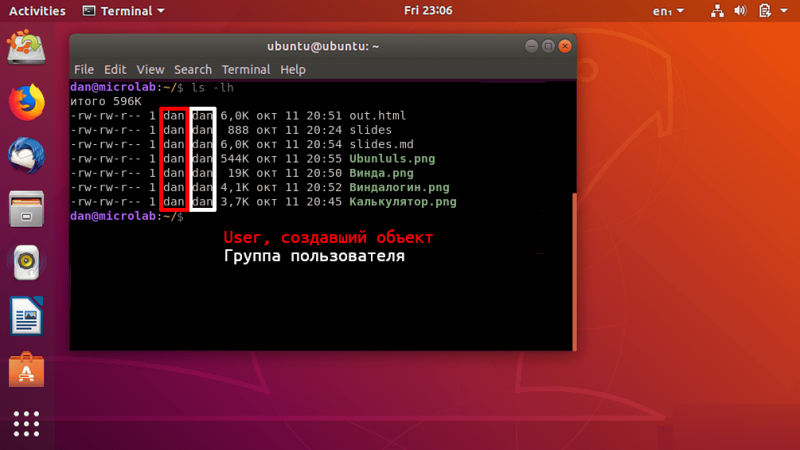 Activities Terminal Fri 23:06 en₁
ubuntu@ubuntu: ~
File Edit View Search Terminal Help
dan@microlab:~/$ ls -lh
итого 596K
-rw-rw-r-- 1 dan dan 6,0K окт 11 20:51 out.html
-rw-rw-r-- 1 dan dan 888 окт 11 20:24 slides
-rw-rw-r-- 1 dan dan 6,0K окт 11 20:54 slides.md
-rw-rw-r-- 1 dan dan 544K окт 11 20:55 Ubunluls.png
-rw-rw-r-- 1 dan dan 19K окт 11 20:50 Винда.png
-rw-rw-r-- 1 dan dan 4,1K окт 11 20:52 Виндалогин.png
-rw-rw-r-- 1 dan dan 3,7K окт 11 20:45 Калькулятор.png
dan@microlab:~/$
User, создавший объект
Группа пользователя